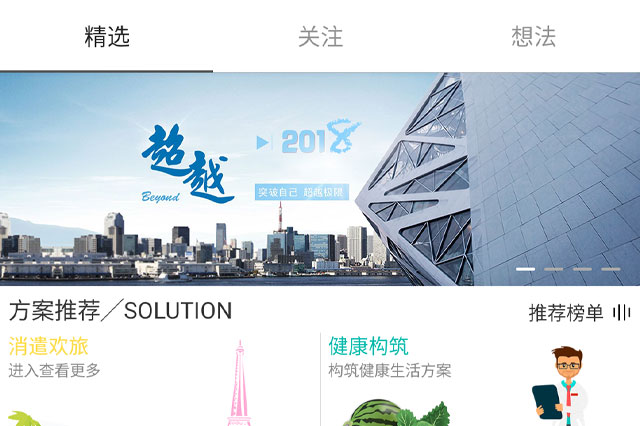 精选
关注
想法
超越
Beyond
2018
突破自己 超越极限
方案推荐／SOLUTION
推荐榜单
消遣欢旅
进入查看更多
健康构筑
构筑健康生活方案